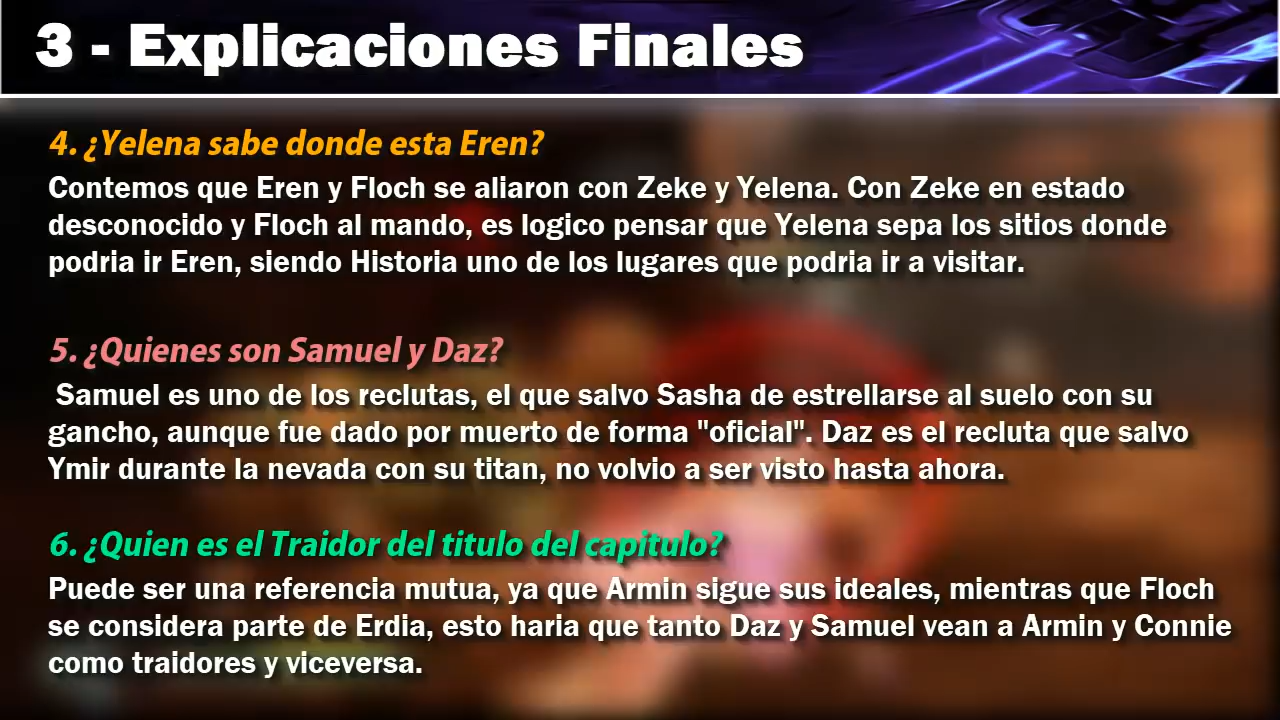 3 - Explicaciones Finales
4. ¿Yelena sabe donde esta Eren?
Contemos que Eren y Floch se aliaron con Zeke y Yelena. Con Zeke en estado
desconocido y Floch al mando, es logico pensar que Yelena sepa los sitios donde
podria ir Eren, siendo Historia uno de los lugares que podria ir a visitar.
5. ¿Quienes son Samuel y Daz?
Samuel es uno de los reclutas, el que salvo Sasha de estrellarse al suelo con su
gancho, aunque fue dado por muerto de forma "oficial". Daz es el recluta que salvo
Ymir durante la nevada con su titan, no volvio a ser visto hasta ahora.
6. ¿Quien es el Traidor del titulo del capitulo?
Puede ser una referencia mutua, ya que Armin sigue sus ideales, mientras que Floch
se considera parte de Erdia, esto haria que tanto Daz y Samuel vean a Armin y Connie
como traidores y viceversa.